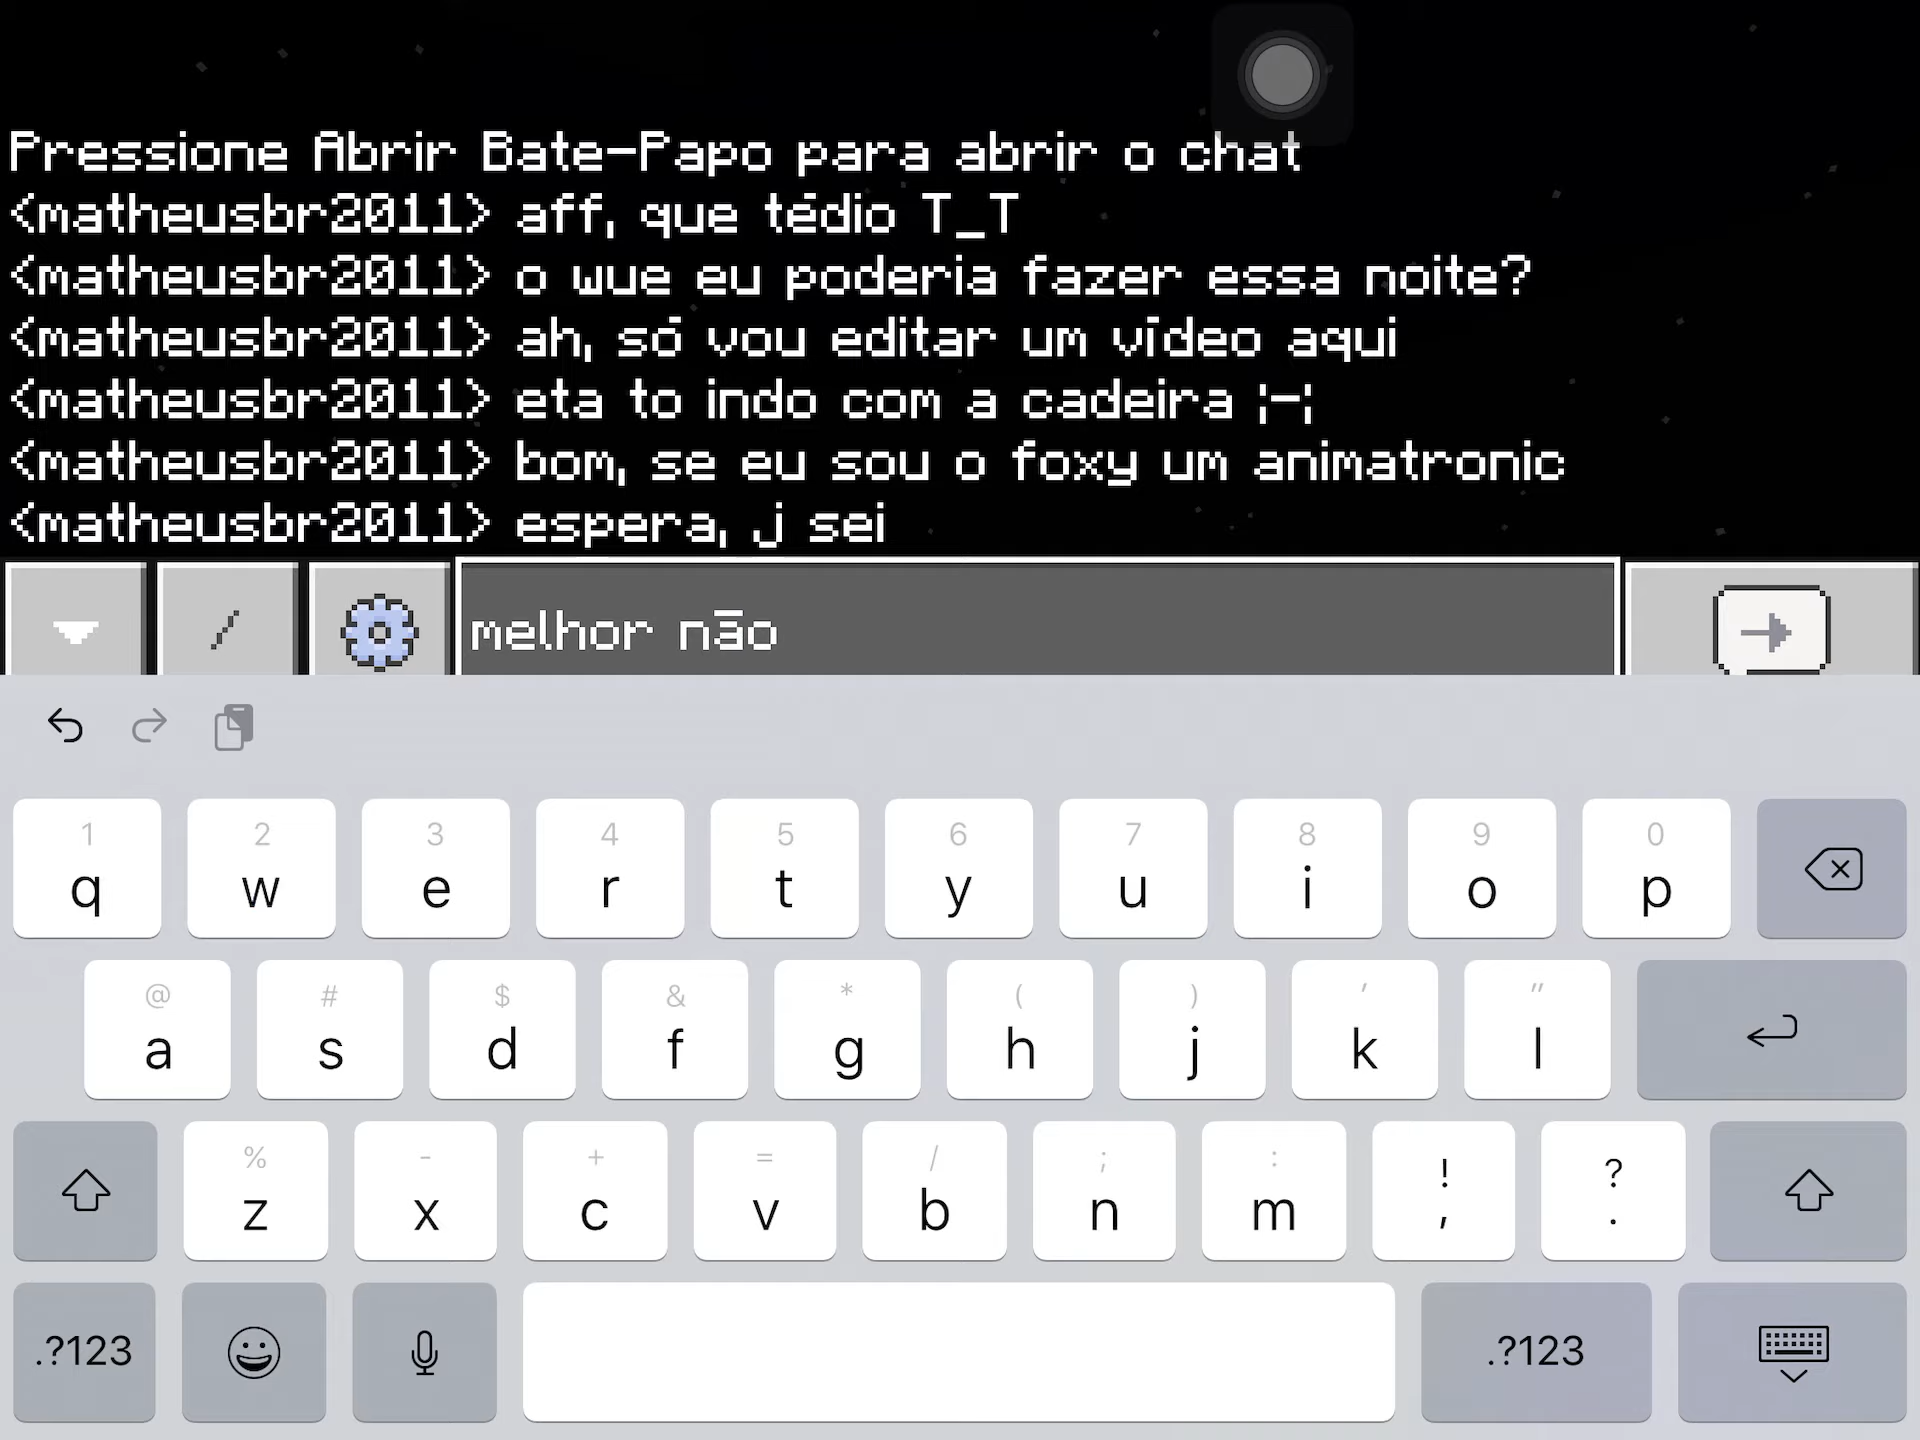 Pressione Abrir Bate-Papo para abrir o chat
<matheusbr2011> aff, que tédio T_T
<matheusbr2011> o wue eu poderia fazer essa noite?
<matheusbr2011> ah, só vou editar um vídeo aqui
<matheusbr2011> eta to indo com a cadeira ;-;
<matheusbr2011> bom, se eu sou o foxy um animatronic
<matheusbr2011> espera, j sei
/ melhor não
1 2 3 4 5 6 7 8 9 0
q w e r t y u i o p
@ # $ & * ( ) ' "
a s d f g h j k l
% - + = / ; : ! ?
z x c v b n m , .
.?123 .?123